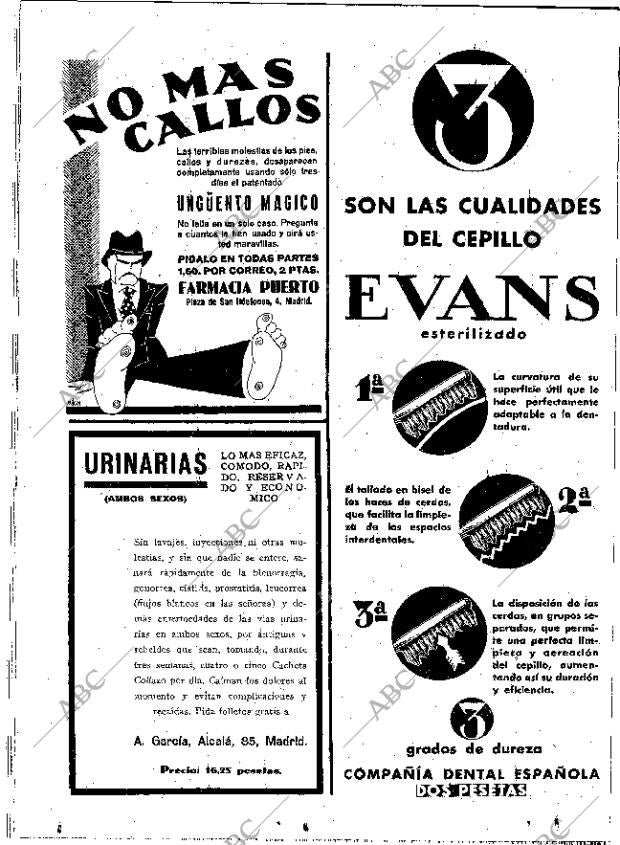 NO MAS
CALLOS
Las terribles molestias de los pies,
callos y durezas, desaparecen
completamente usando sólo tres
días el patentado
UNGÜENTO MAGICO
No falla en un solo caso. Pregunte
a cuantos lo han usado y oirá us-
ted maravillas.
PIDALO EN TODAS PARTES
1,60. POR CORREO, 2 PTAS.
FARMACIA PUERTO
Plaza de San Ildefonso, 4, Madrid.
URINARIAS
(AMBOS SEXOS)
LO MAS EFICAZ,
COMODO, RAPI-
DO, RESERVA-
DO Y ECONO-
MICO
Sin lavajes, inyecciones ni otras mo-
lestias, y sin que nadie se entere, sa-
nará rápidamente de la blenorragia,
gonorrea, cistitis, prostatitis, leucorrea
(flujos blancos en las señoras) y de-
más enfermedades de las vías urina-
rias en ambos sexos, por antiguas y
rebeldes que sean, tomando, durante
tres semanas, cuatro o cinco Cachets
Collazo por día. Calman los dolores al
momento y evitan complicaciones y
recaídas. Pida folletos gratis a
A. García, Alcalá, 85, Madrid.
Precio: 16,25 pesetas.
3
SON LAS CUALIDADES
DEL CEPILLO
EVANS
esterilizado
1ª
La curvatura de su
superficie útil que le
hace perfectamente
adaptable a la den-
tadura.
El tallado en bisel de
los haces de cerdas,
que facilita la limpie-
za de los espacios
interdentales.
2ª
3ª
La disposición de las
cerdas, en grupos se-
parados, que permi-
te una perfecta lim-
pieza y aereación
del cepillo, aumen-
tando así su duración
y eficiencia.
3
grados de dureza
COMPAÑÍA DENTAL ESPAÑOLA
DOS PESETAS